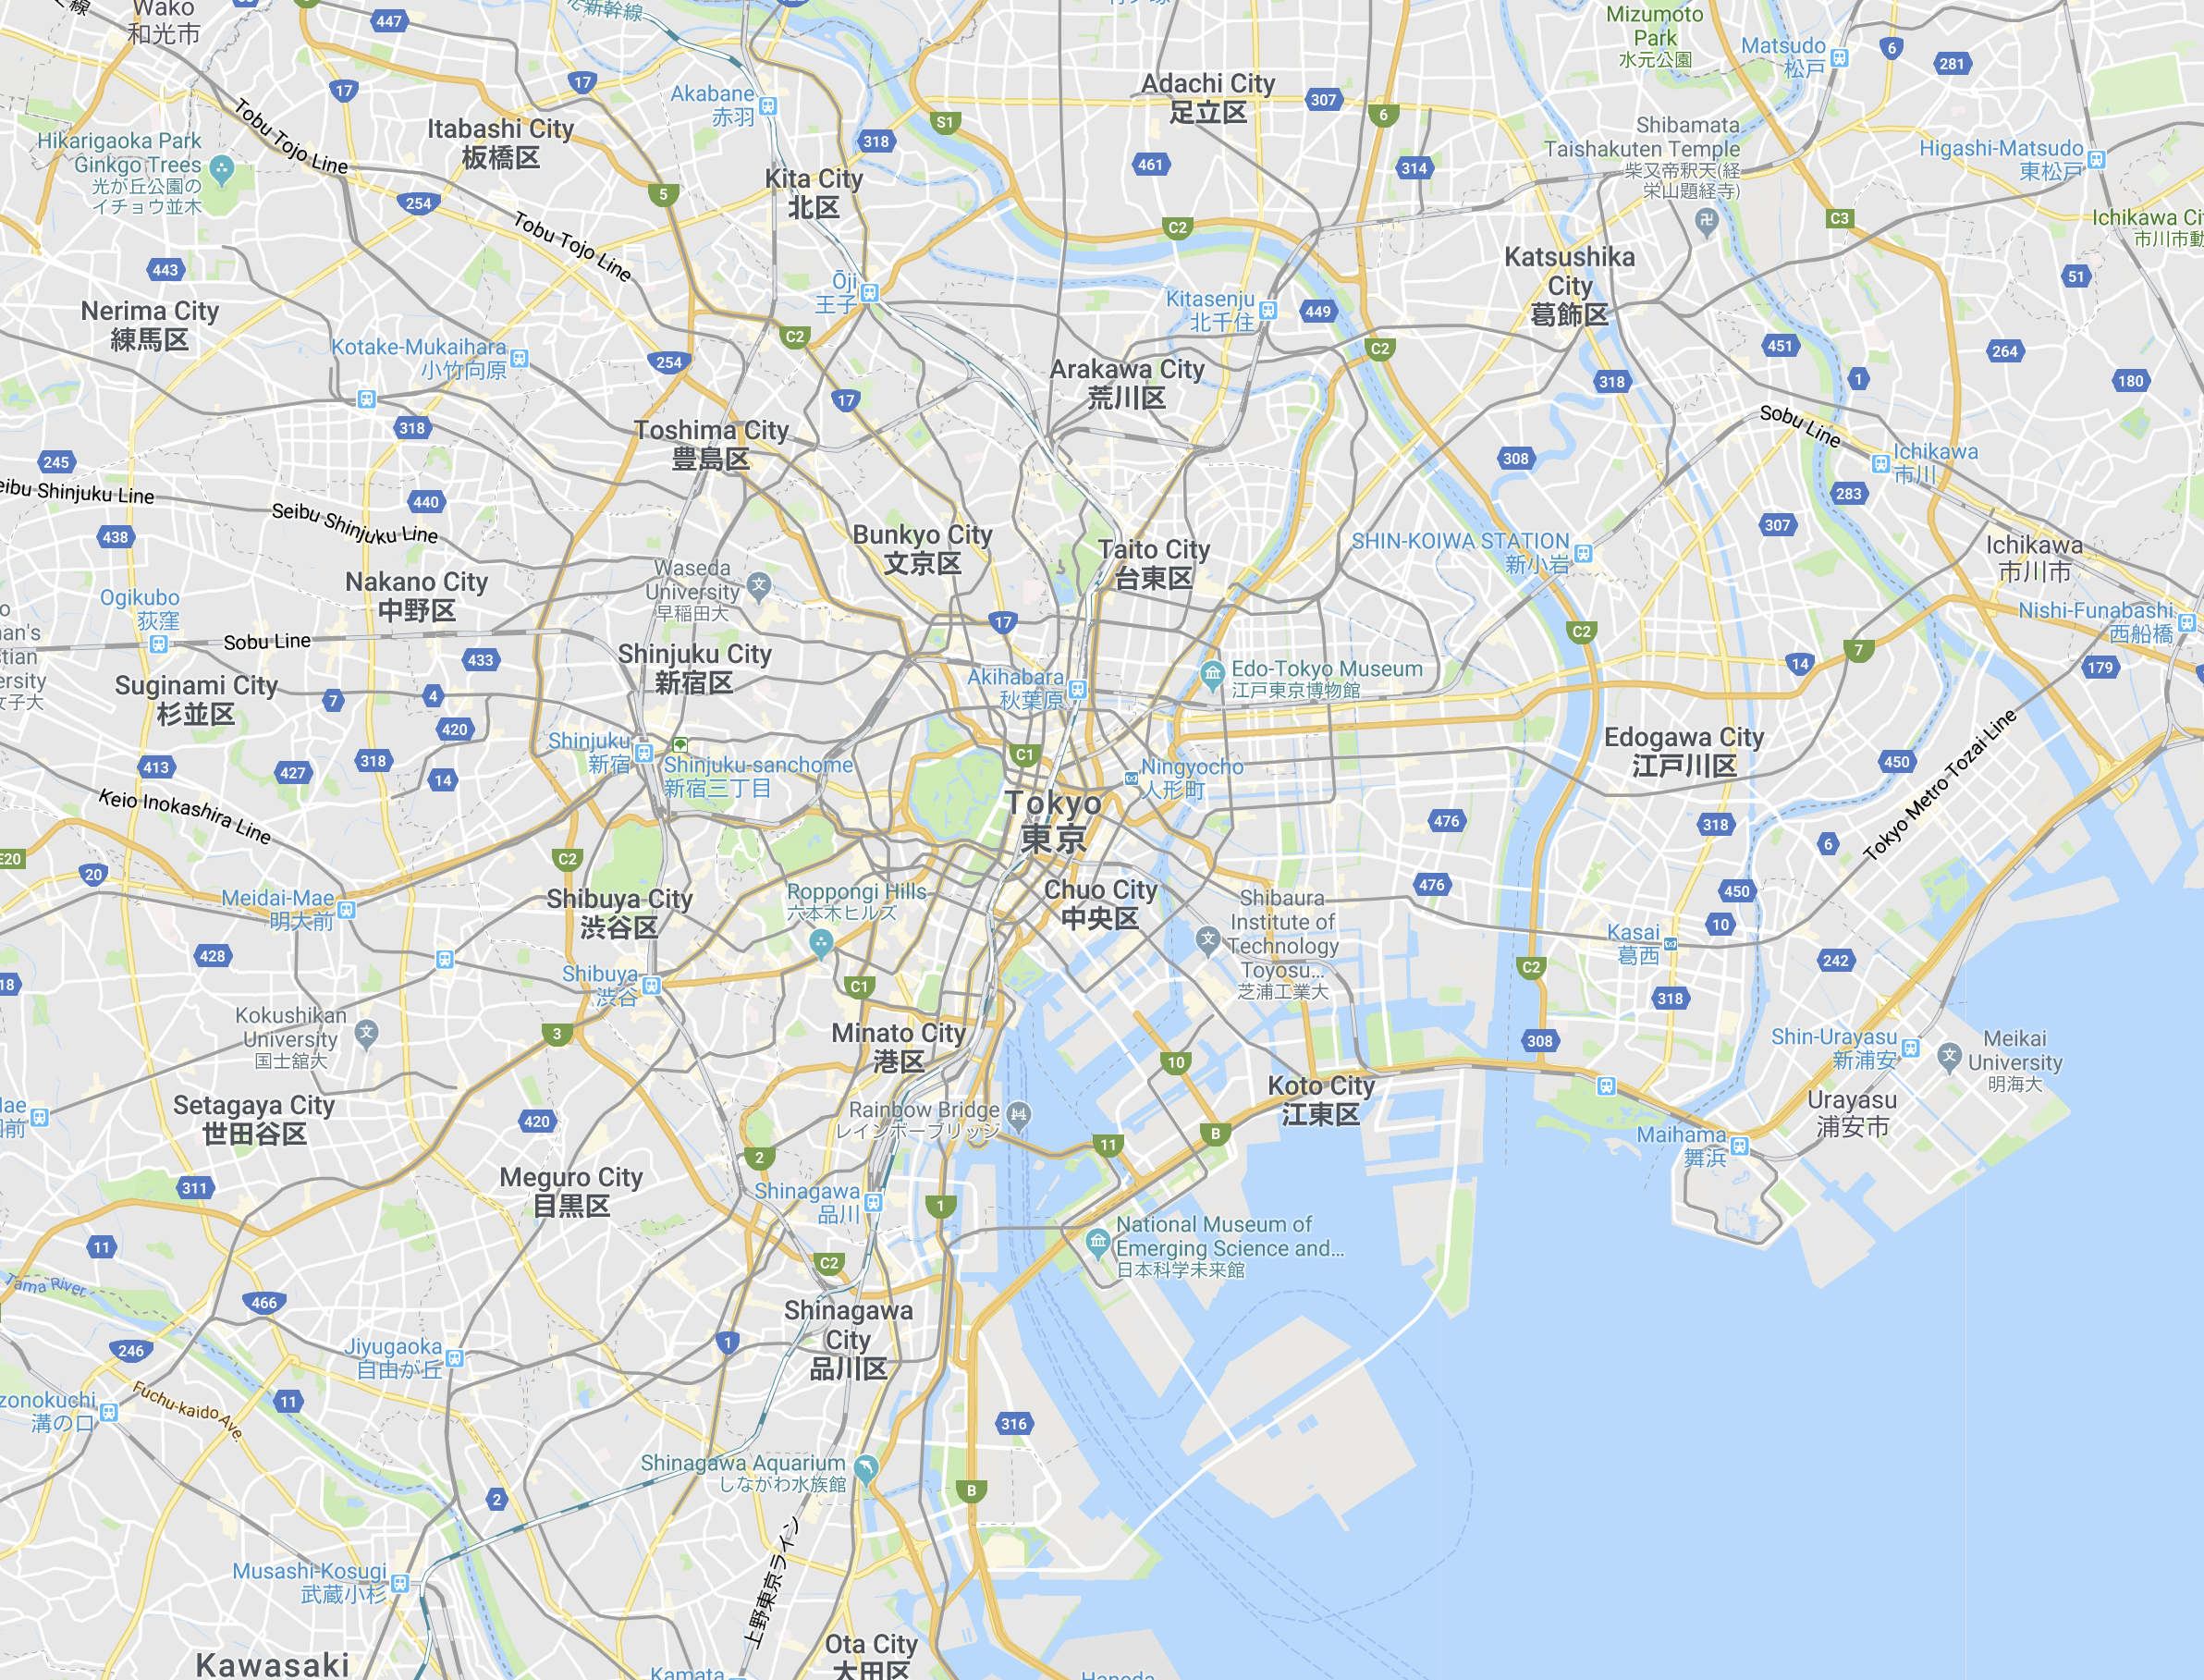 Wako
和光市
447
北新幹線
17
17
Akabane
赤羽
318
S1
Adachi City
足立区
307
6
461
314
Mizumoto
Park
水元公園
Matsudo
松戸
6
281
Shibamata
Taishakuten Temple
柴又帝釈天(経
栄山題経寺)
Higashi-Matsudo
東松戸
C3
51
Hikarigaoka Park
Ginkgo Trees
光が丘公園の
イチョウ並木
Tobu Tojo Line
Itabashi City
板橋区
5
254
Tobu Tojo Line
Kita City
北区
C2
443
Nerima City
練馬区
Kotake-Mukaihara
小竹向原
Ōji
王子
C2
254
17
318
Kitasenju
北千住
449
C2
Katsushika
City
葛飾区
318
451
1
264
180
Arakawa City
荒川区
Toshima City
豊島区
245
440
Seibu Shinjuku Line
438
308
Sobu Line
Ichikawa
市川
283
307
Ichikawa
市川市
SHIN-KOIWA STATION
新小岩
Bunkyo City
文京区
Taito City
台東区
Nakano City
中野区
Waseda
University
早稲田大
Ogikubo
荻窪
Sobu Line
433
17
C2
7
14
Nishi-Funabashi
西船橋
179
Shinjuku City
新宿区
Suginami City
杉並区
7
4
420
Akihabara
秋葉原
Edo-Tokyo Museum
江戸東京博物館
Edogawa City
江戸川区
450
Tokyo Metro Tozai Line
Shinjuku
新宿
Shinjuku-sanchome
新宿三丁目
413
427
318
14
Keio Inokashira Line
C1
Ningyocho
人形町
Tokyo
東京
476
318
6
E20
20
C2
Meidai-Mae
明大前
Shibuya City
渋谷区
Roppongi Hills
六本木ヒルズ
Chuo City
中央区
Shibaura
Institute of
Technology
Toyosu...
芝浦工業大
476
450
10
Kasai
葛西
242
318
428
Shibuya
渋谷
C1
C2
308
Kokushikan
University
国士舘大
3
Minato City
港区
10
Koto City
江東区
Shin-Urayasu
新浦安
Meikai
University
明海大
Urayasu
浦安市
Maihama
舞浜
Setagaya City
世田谷区
420
Rainbow Bridge
レインボーブリッジ
11
B
2
311
Meguro City
目黒区
Shinagawa
品川
1
National Museum of
Emerging Science and...
日本科学未来館
11
Tama River
466
C2
Shinagawa
City
品川区
1
246
Jiyugaoka
自由が丘
Fuchu-kaido Ave.
11
溝の口
316
Shinagawa Aquarium
しながわ水族館
B
2
上野東京ライン
Musashi-Kosugi
武蔵小杉
Kawasaki
Ota City
大田区
Kamata
Haneda